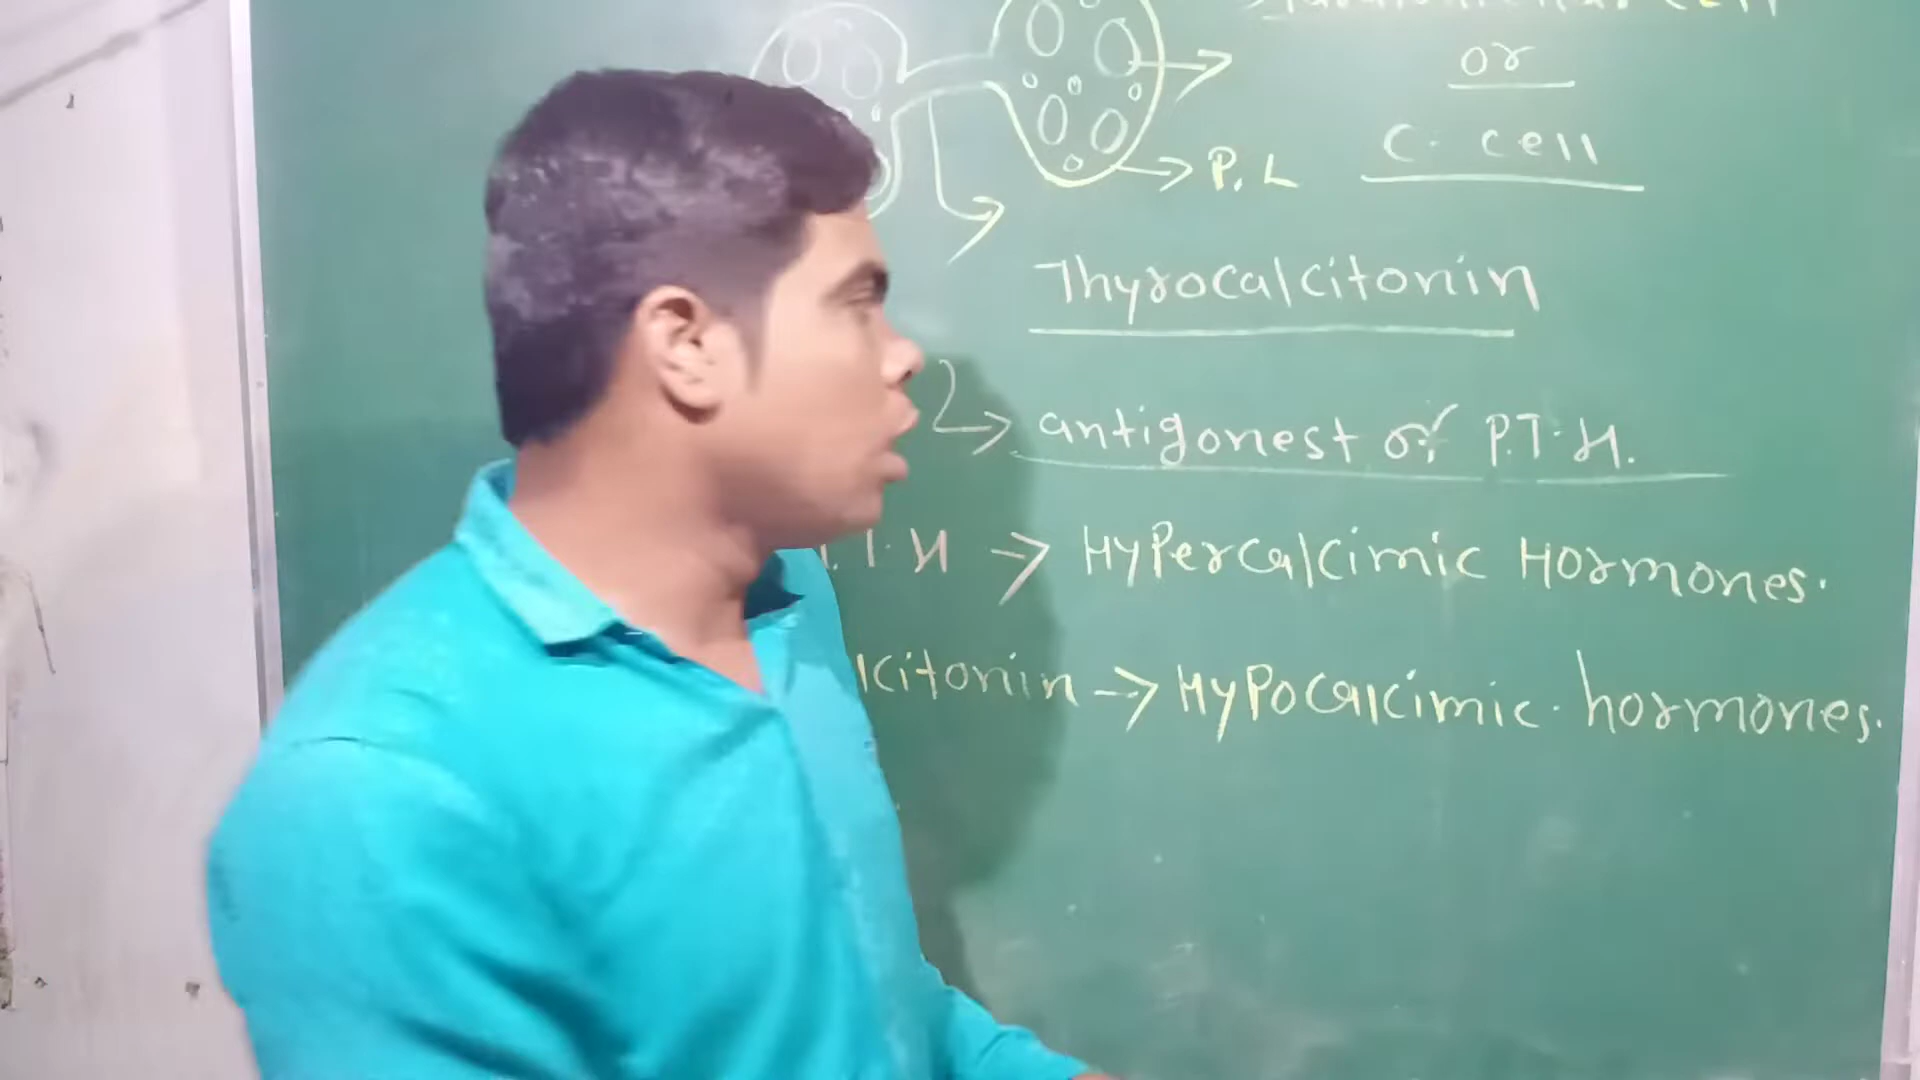 or
C. cell
P. L
Thyrocalcitonin
antigonest of P.T.H.
T.H → Hypercalcimic Hormones.
lcitonin → Hypocalcimic. hormones.